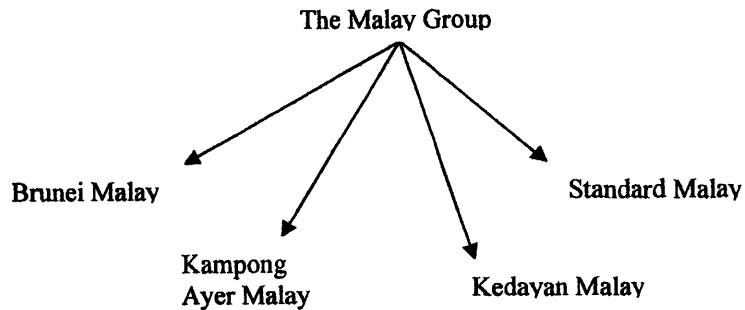 The Malay Group
Brunei Malay
Standard Malay
Kampong
Ayer Malay
Kedayan Malay